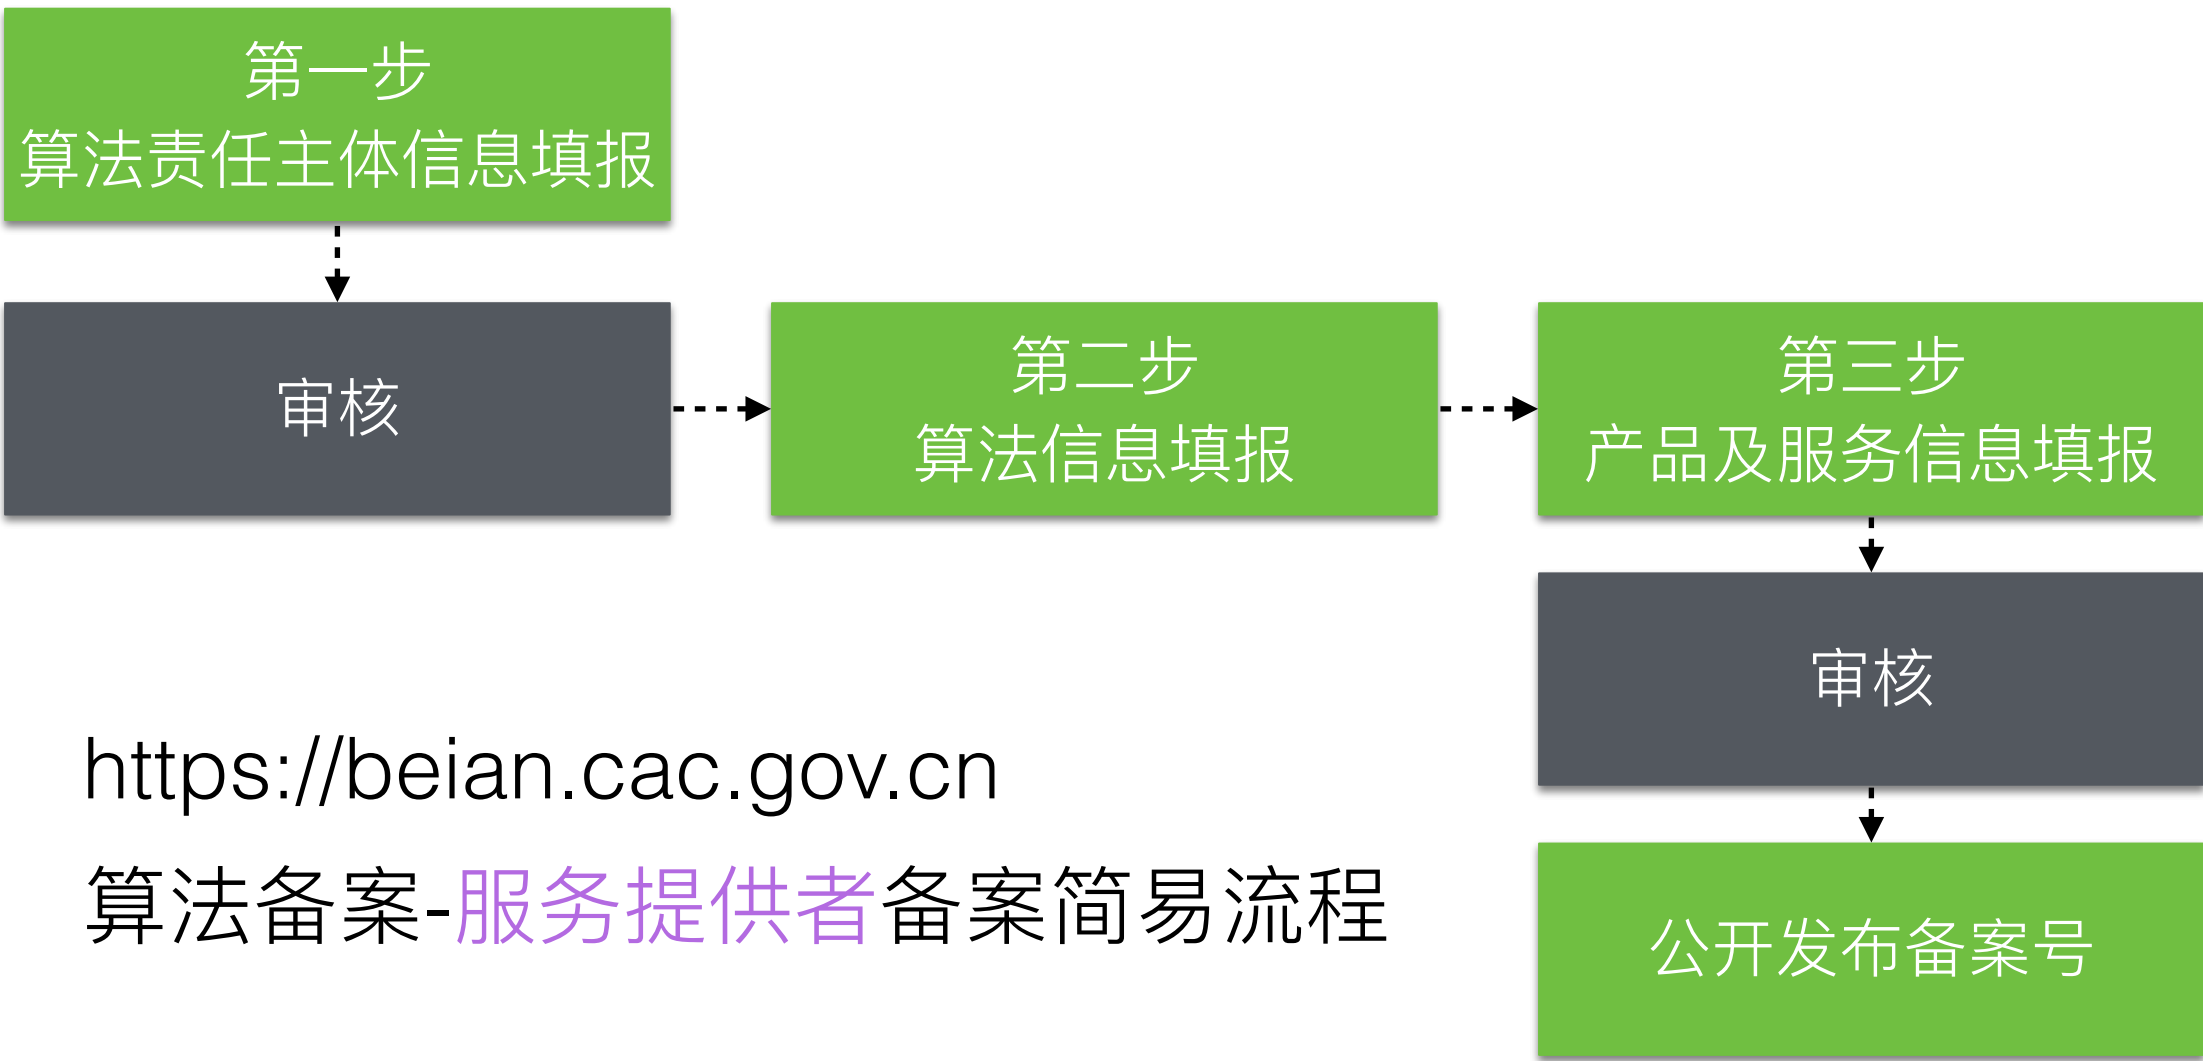 第一步
算法责任主体信息填报
审核
第二步
算法信息填报
第三步
产品及服务信息填报
审核
公开发布备案号
https://beian.cac.gov.cn
算法备案-服务提供者备案简易流程